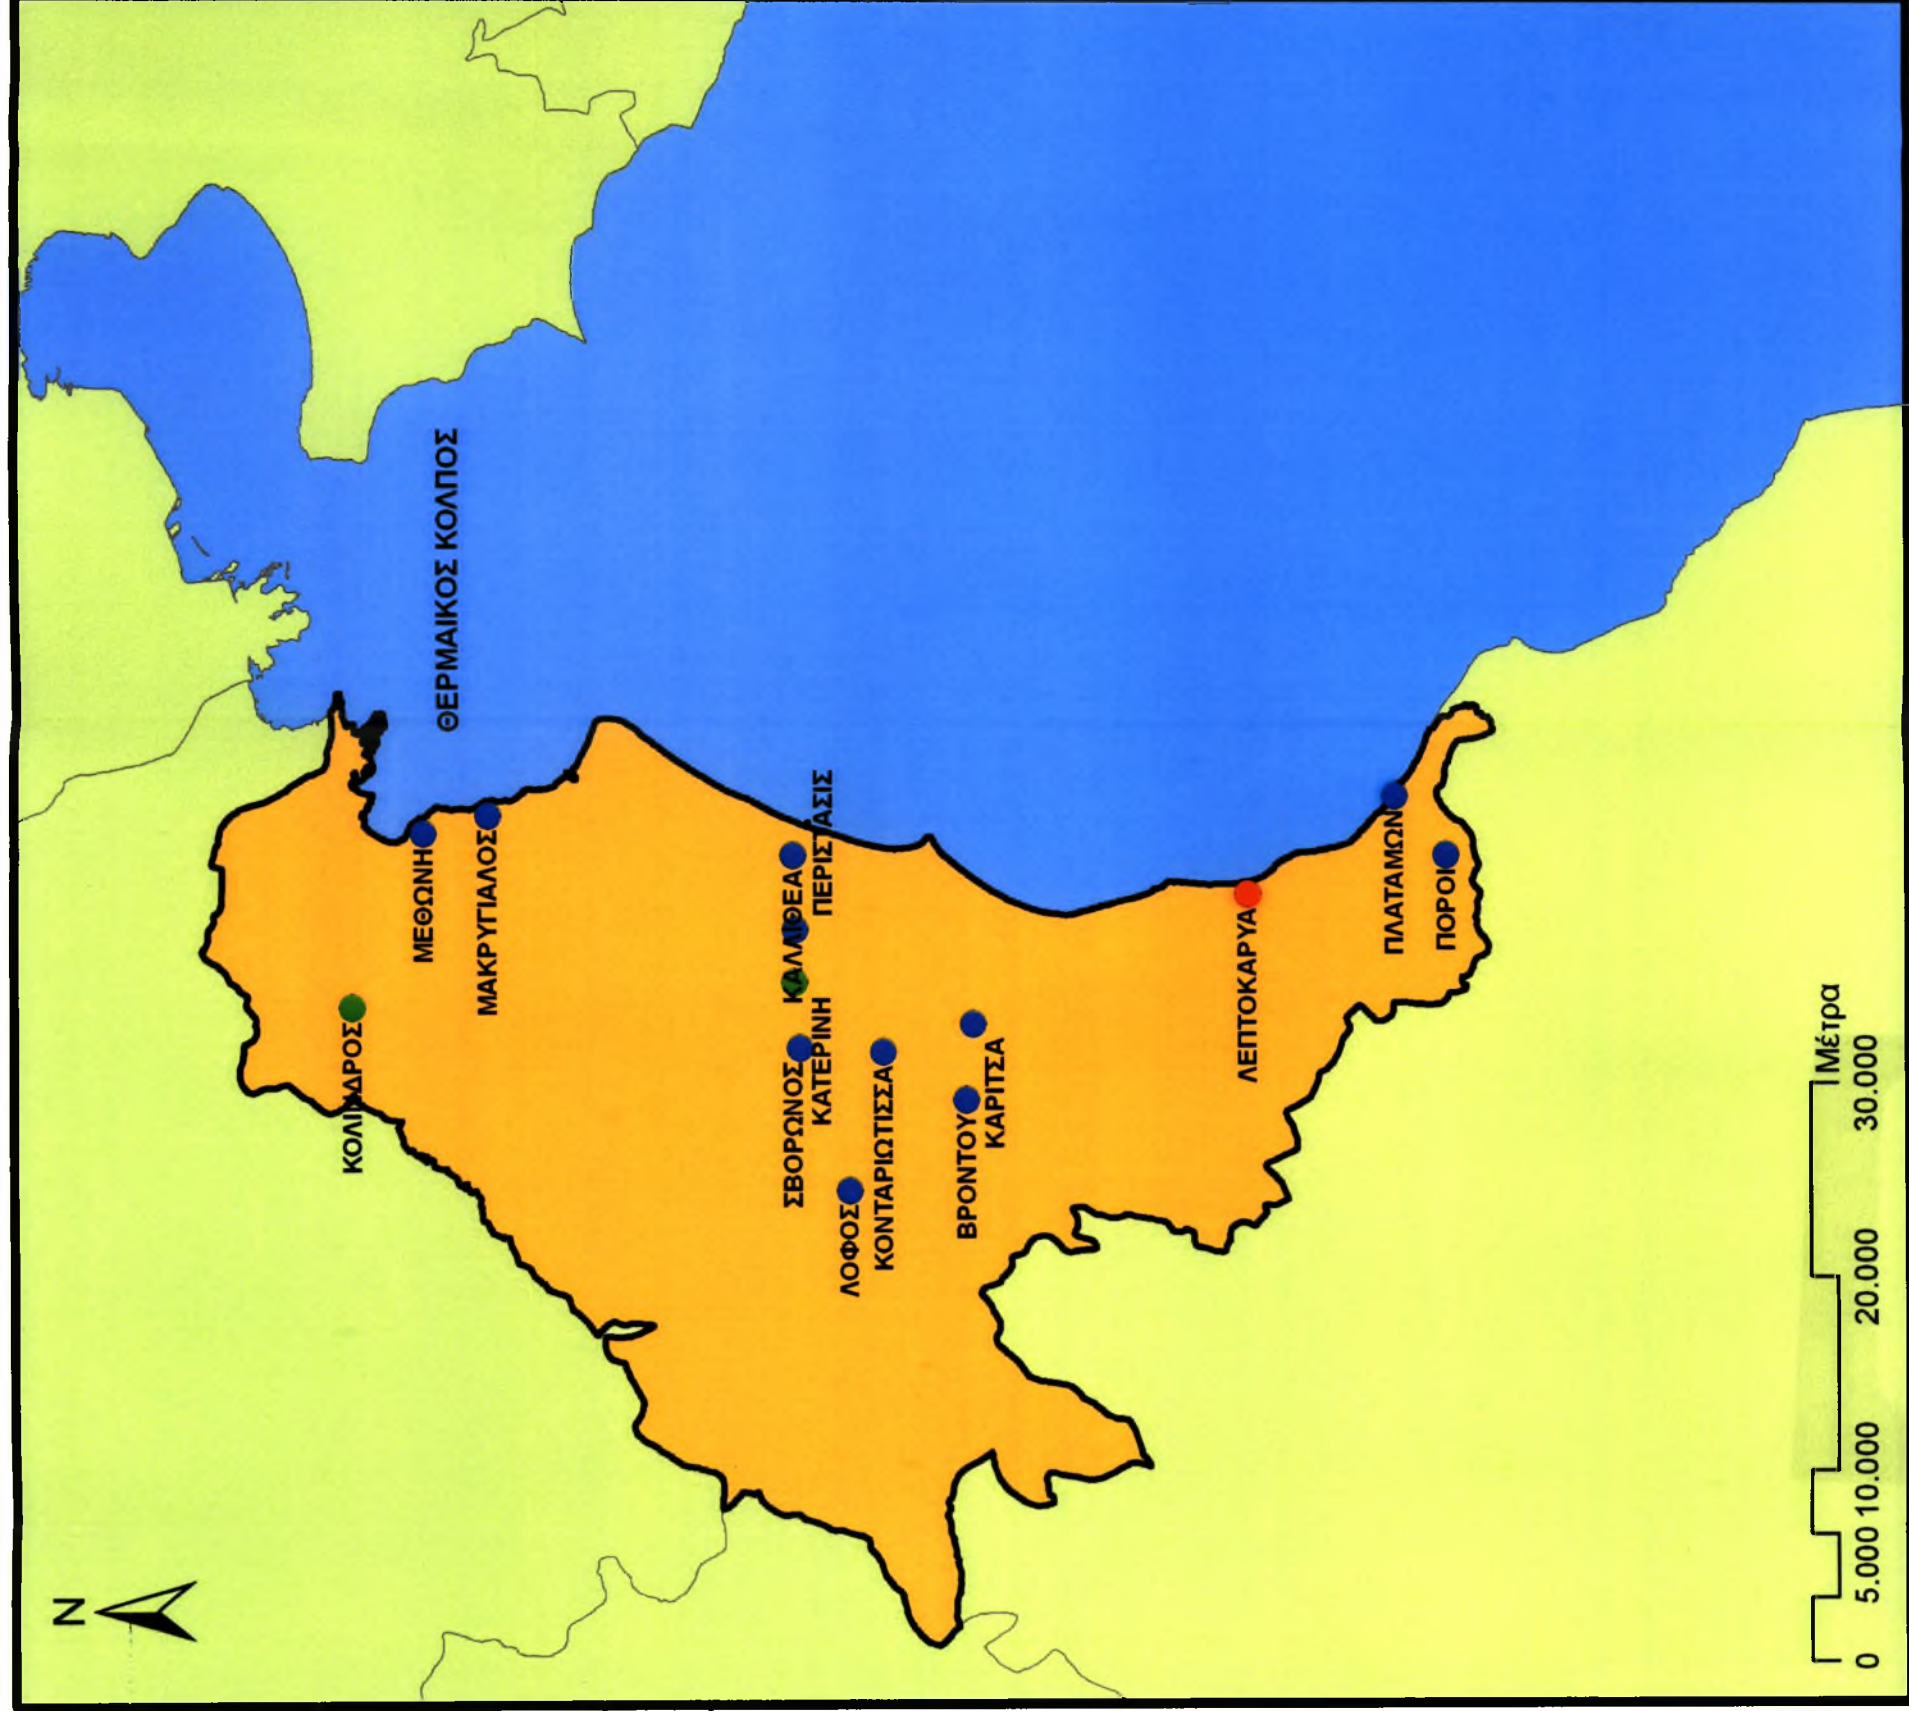 N
ΘΕΡΜΑΙΚΟΣ ΚΟΛΠΟΣ
ΚΟΛΙΝΔΡΟΣ
ΜΕΘΩΝΗ
ΜΑΚΡΥΓΙΑΛΟΣ
ΚΑΛΛΙΘΕΑ
ΠΕΡΙΣΤΑΣΙΣ
ΣΒΟΡΩΝΟΣ
ΚΑΤΕΡΙΝΗ
ΛΟΦΟΣ
ΚΟΝΤΑΡΙΩΤΙΣΣΑ
ΒΡΟΝΤΟΥ
ΚΑΡΙΤΣΑ
ΛΕΠΤΟΚΑΡΥΑ
ΠΛΑΤΑΜΩΝ
ΠΟΡΟΙ
Μέτρα
0 5.000 10.000 20.000 30.000